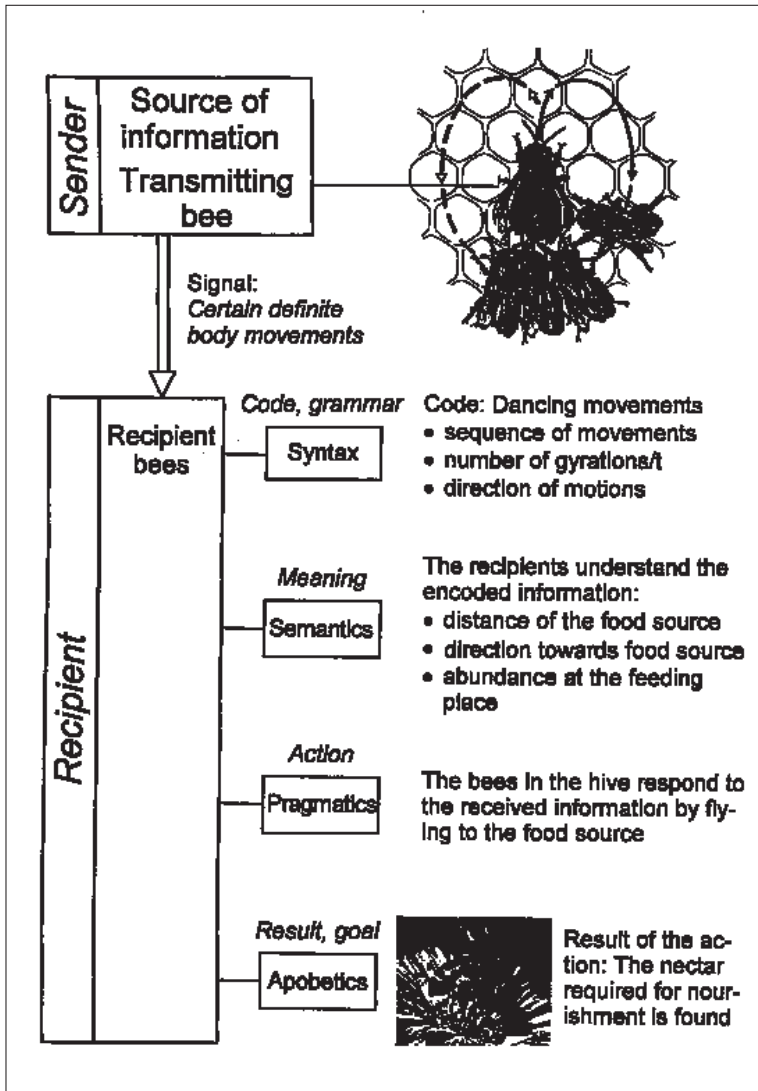 Sender
Source of
information
Transmitting
bee
Signal:
Certain definite
body movements
Recipient
Recipient
bees
Code, grammar
Syntax
Code: Dancing movements
• sequence of movements
• number of gyrations/t
• direction of motions
Meaning
Semantics
The recipients understand the
encoded information:
• distance of the food source
• direction towards food source
• abundance at the feeding
place
Action
Pragmatics
The bees in the hive respond to
the received information by fly-
ing to the food source
Result, goal
Apobetics
Result of the ac-
tion: The nectar
required for nour-
ishment is found